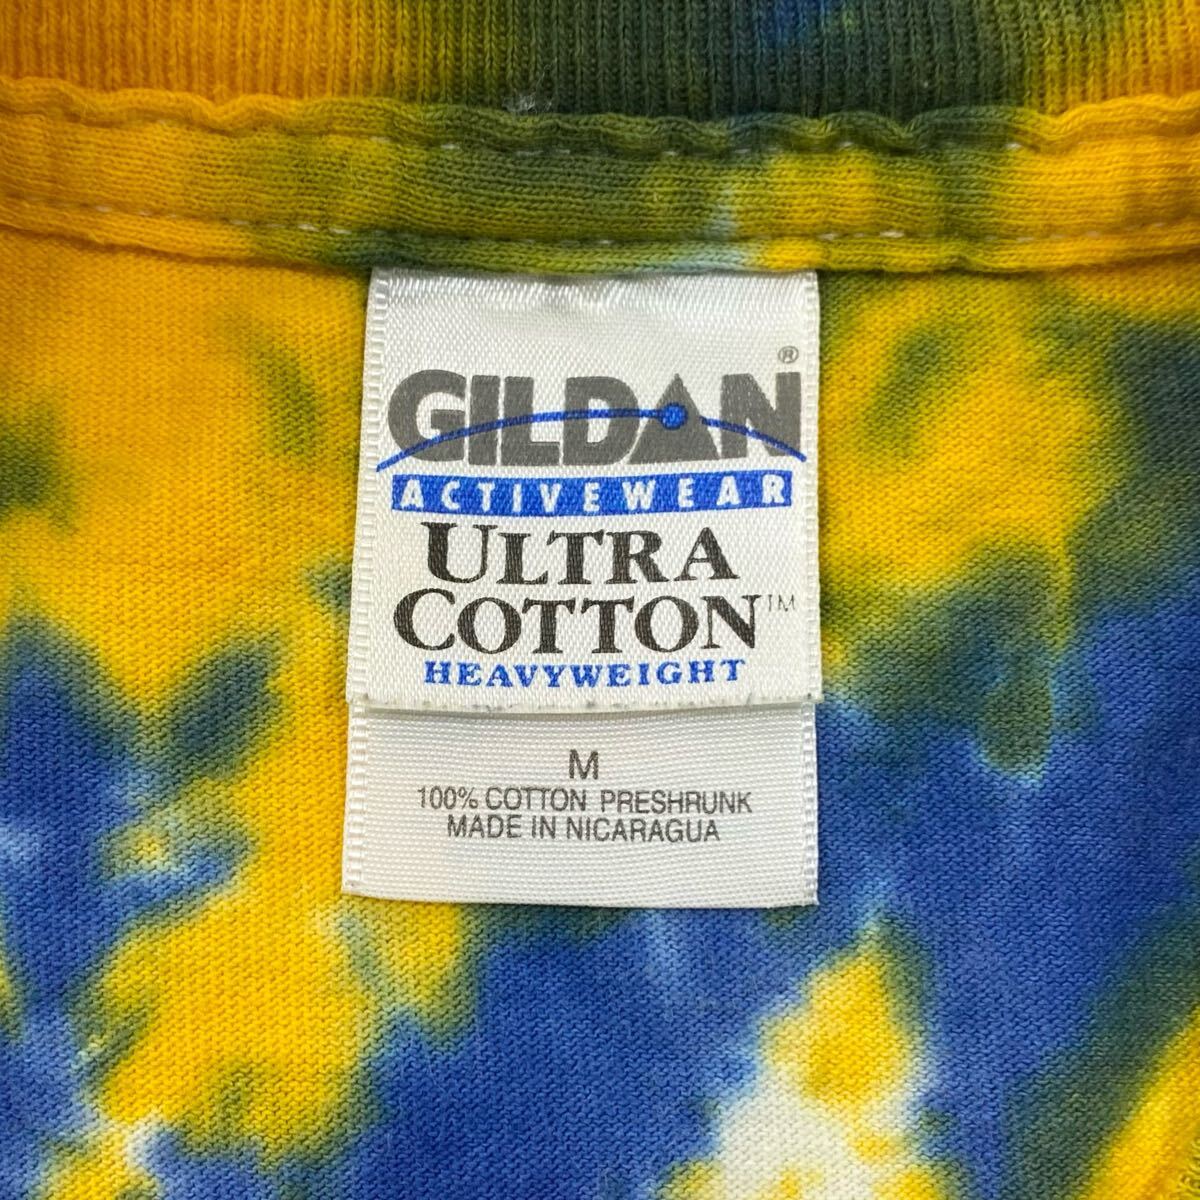 GILDAN®
ACTIVEWEAR
ULTRA
COTTON™
HEAVYWEIGHT
M
100% COTTON PRESHRUNK
MADE IN NICARAGUA